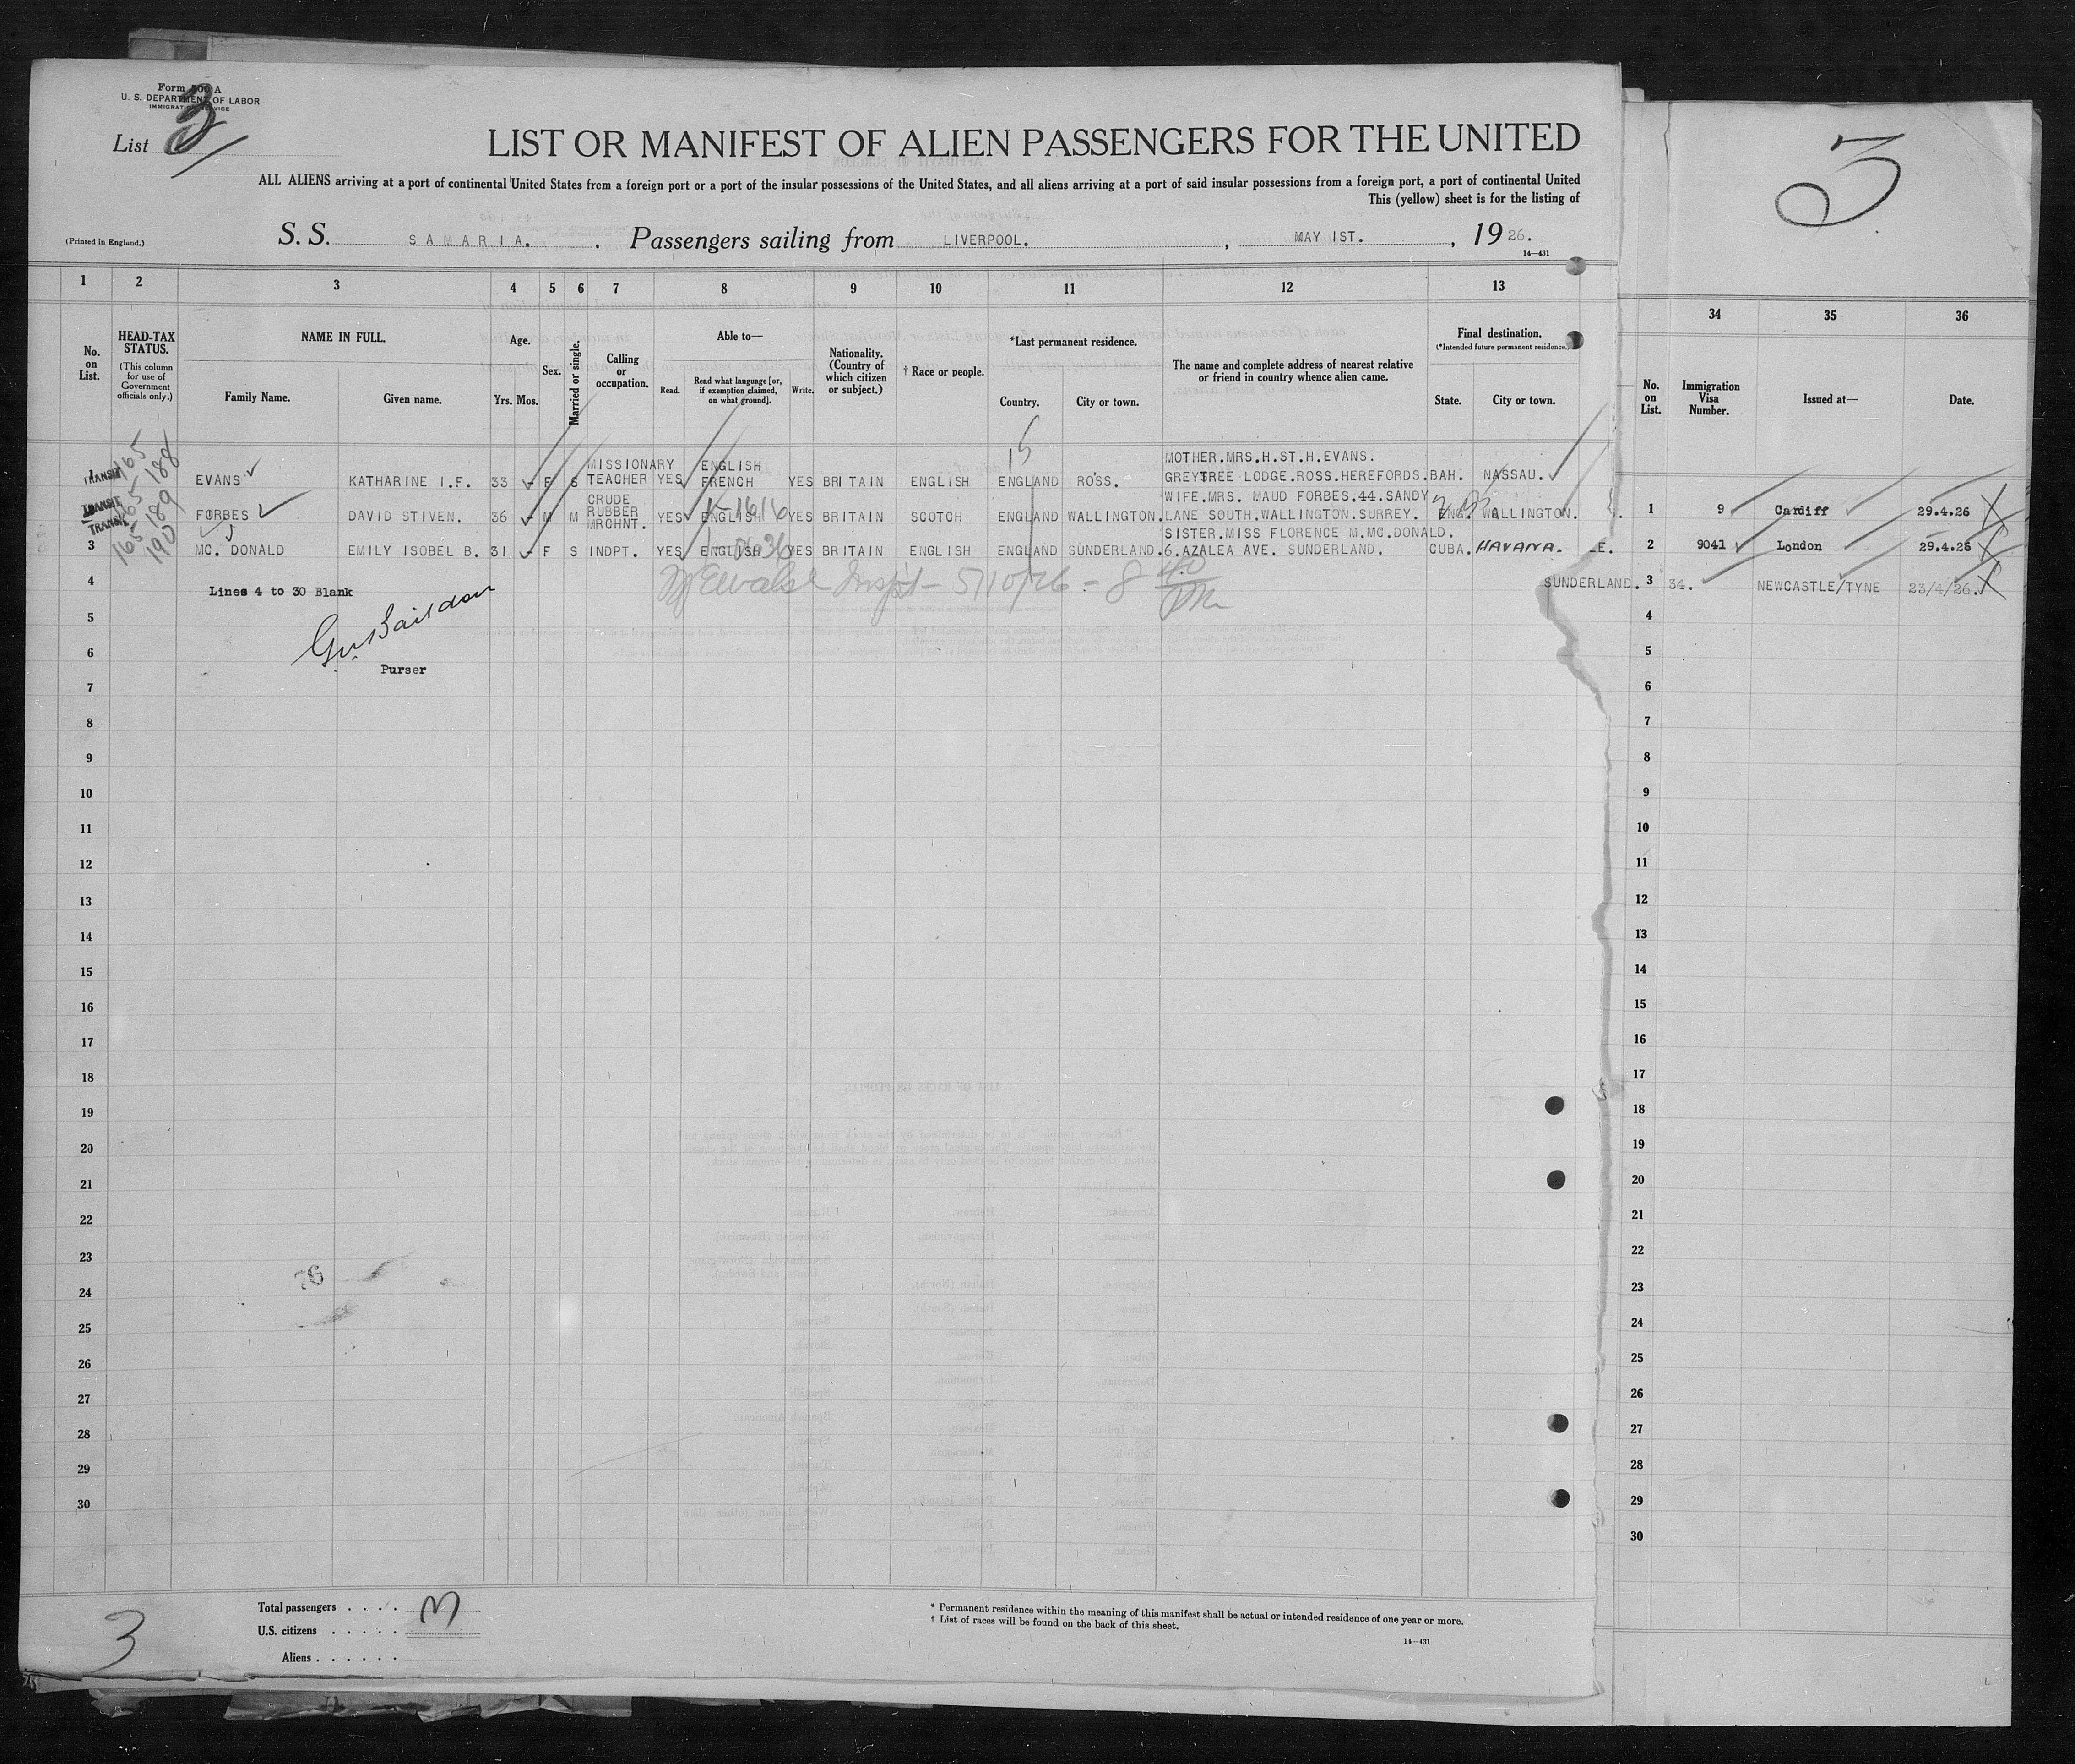 Form 500 A
U. S. DEPARTMENT OF LABOR
IMMIGRATION SERVICE
List 3
LIST OR MANIFEST OF ALIEN PASSENGERS FOR THE UNITED
ALL ALIENS arriving at a port of continental United States from a foreign port or a port of the insular possessions of the United States, and all aliens arriving at a port of said insular possessions from a foreign port, a port of continental United
This (yellow) sheet is for the listing of
(Printed in England.)
S. S. SAMARIA. . Passengers sailing from LIVERPOOL. , MAY 1ST. , 19 26.
14—431
3
1 2 3 4 5 6 7 8 9 10 11 12 13
34 35 36
No. on List.
HEAD-TAX STATUS.
(This column for use of Government officials only.)
NAME IN FULL.
Family Name. Given name.
Age.
Yrs. Mos.
Sex.
Married or single.
Calling or occupation.
Able to—
Read. Read what language [or, if exemption claimed, on what ground]. Write.
Nationality. (Country of which citizen or subject.)
† Race or people.
*Last permanent residence.
Country. City or town.
The name and complete address of nearest relative or friend in country whence alien came.
Final destination.
(*Intended future permanent residence.)
State. City or town.
No. on List.
Immigration Visa Number.
Issued at—
Date.
15
1 TRANSIT 165 188 EVANS KATHARINE I.F. 33 - F S MISSIONARY TEACHER YES ENGLISH FRENCH YES BRITAIN ENGLISH ENGLAND ROSS. MOTHER.MRS.H.ST.H.EVANS. GREYTREE LODGE.ROSS.HEREFORDS. BAH. NASSAU.
TRANSIT 165 189 FORBES DAVID STIVEN. 36 - M M CRUDE RUBBER MRCHNT. YES ENGLISH YES BRITAIN SCOTCH ENGLAND WALLINGTON. WIFE.MRS. MAUD FORBES.44.SANDY LANE SOUTH.WALLINGTON.SURREY. ENG. WALLINGTON.
3 TRANSIT 165 190 MC. DONALD EMILY ISOBEL B. 31 - F S INDPT. YES ENGLISH YES BRITAIN ENGLISH ENGLAND SUNDERLAND. SISTER.MISS FLORENCE M.MC.DONALD. 6.AZALEA AVE. SUNDERLAND. CUBA. HAVANA. LE.
SUNDERLAND.
1 9 Cardiff 29.4.26
2 9041 London 29.4.26
3 34. NEWCASTLE/TYNE 23/4/26.
4
Lines 4 to 30 Blank
5/10/26
5
6
Purser
7
8
9
10
11
12
13
14
15
16
17
18
19
20
21
22
23
76
24
25
26
27
28
29
30
4
5
6
7
8
9
10
11
12
13
14
15
16
17
18
19
20
21
22
23
24
25
26
27
28
29
30
3
Total passengers . . . . 3
U.S. citizens . . . . .
Aliens . . . . . .
* Permanent residence within the meaning of this manifest shall be actual or intended residence of one year or more.
† List of races will be found on the back of this sheet.
14—431